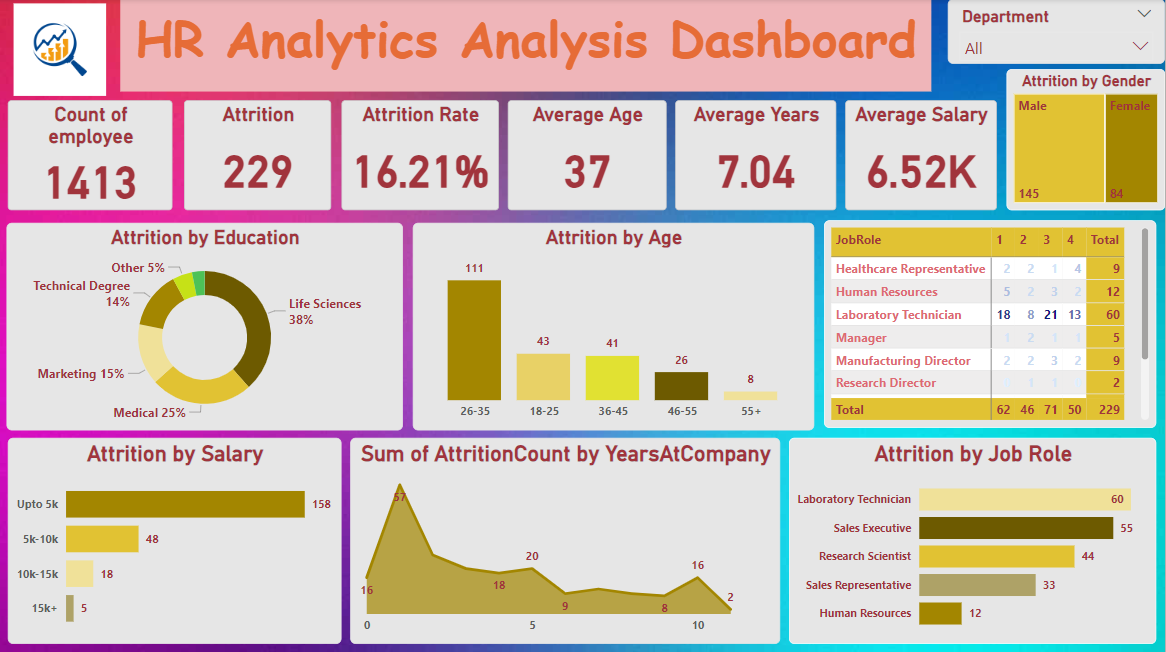 HR Analytics Analysis Dashboard
Department
All
Count of
employee
1413
Attrition
229
Attrition Rate
16.21%
Average Age
37
Average Years
7.04
Average Salary
6.52K
Attrition by Gender
Male
Female
145
84
Attrition by Education
Other 5%
Technical Degree
14%
Life Sciences
38%
Marketing 15%
Medical 25%
Attrition by Age
111
43
41
26
8
26-35
18-25
36-45
46-55
55+
JobRole 1 2 3 4 Total
Healthcare Representative 2 2 1 4 9
Human Resources 5 2 3 2 12
Laboratory Technician 18 8 21 13 60
Manager 1 2 1 1 5
Manufacturing Director 2 2 3 2 9
Research Director 1 1 2
Total 62 46 71 50 229
Attrition by Salary
Upto 5k 158
5k-10k 48
10k-15k 18
15k+ 5
Sum of AttritionCount by YearsAtCompany
57
16
18
20
9
8
16
2
0
5
10
Attrition by Job Role
Laboratory Technician 60
Sales Executive 55
Research Scientist 44
Sales Representative 33
Human Resources 12